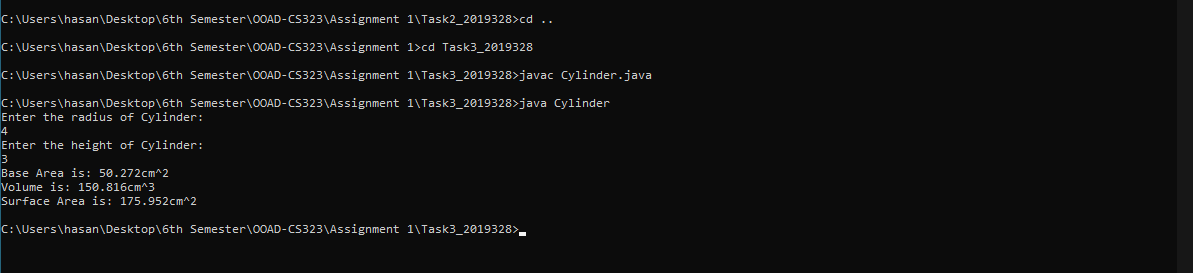 C:\Users\hasan\Desktop\6th Semester\OOAD-CS323\Assignment 1\Task2_2019328>cd ..
C:\Users\hasan\Desktop\6th Semester\OOAD-CS323\Assignment 1>cd Task3_2019328
C:\Users\hasan\Desktop\6th Semester\OOAD-CS323\Assignment 1\Task3_2019328>javac Cylinder.java
C:\Users\hasan\Desktop\6th Semester\OOAD-CS323\Assignment 1\Task3_2019328>java Cylinder
Enter the radius of Cylinder:
4
Enter the height of Cylinder:
3
Base Area is: 50.272cm^2
Volume is: 150.816cm^3
Surface Area is: 175.952cm^2
C:\Users\hasan\Desktop\6th Semester\OOAD-CS323\Assignment 1\Task3_2019328>